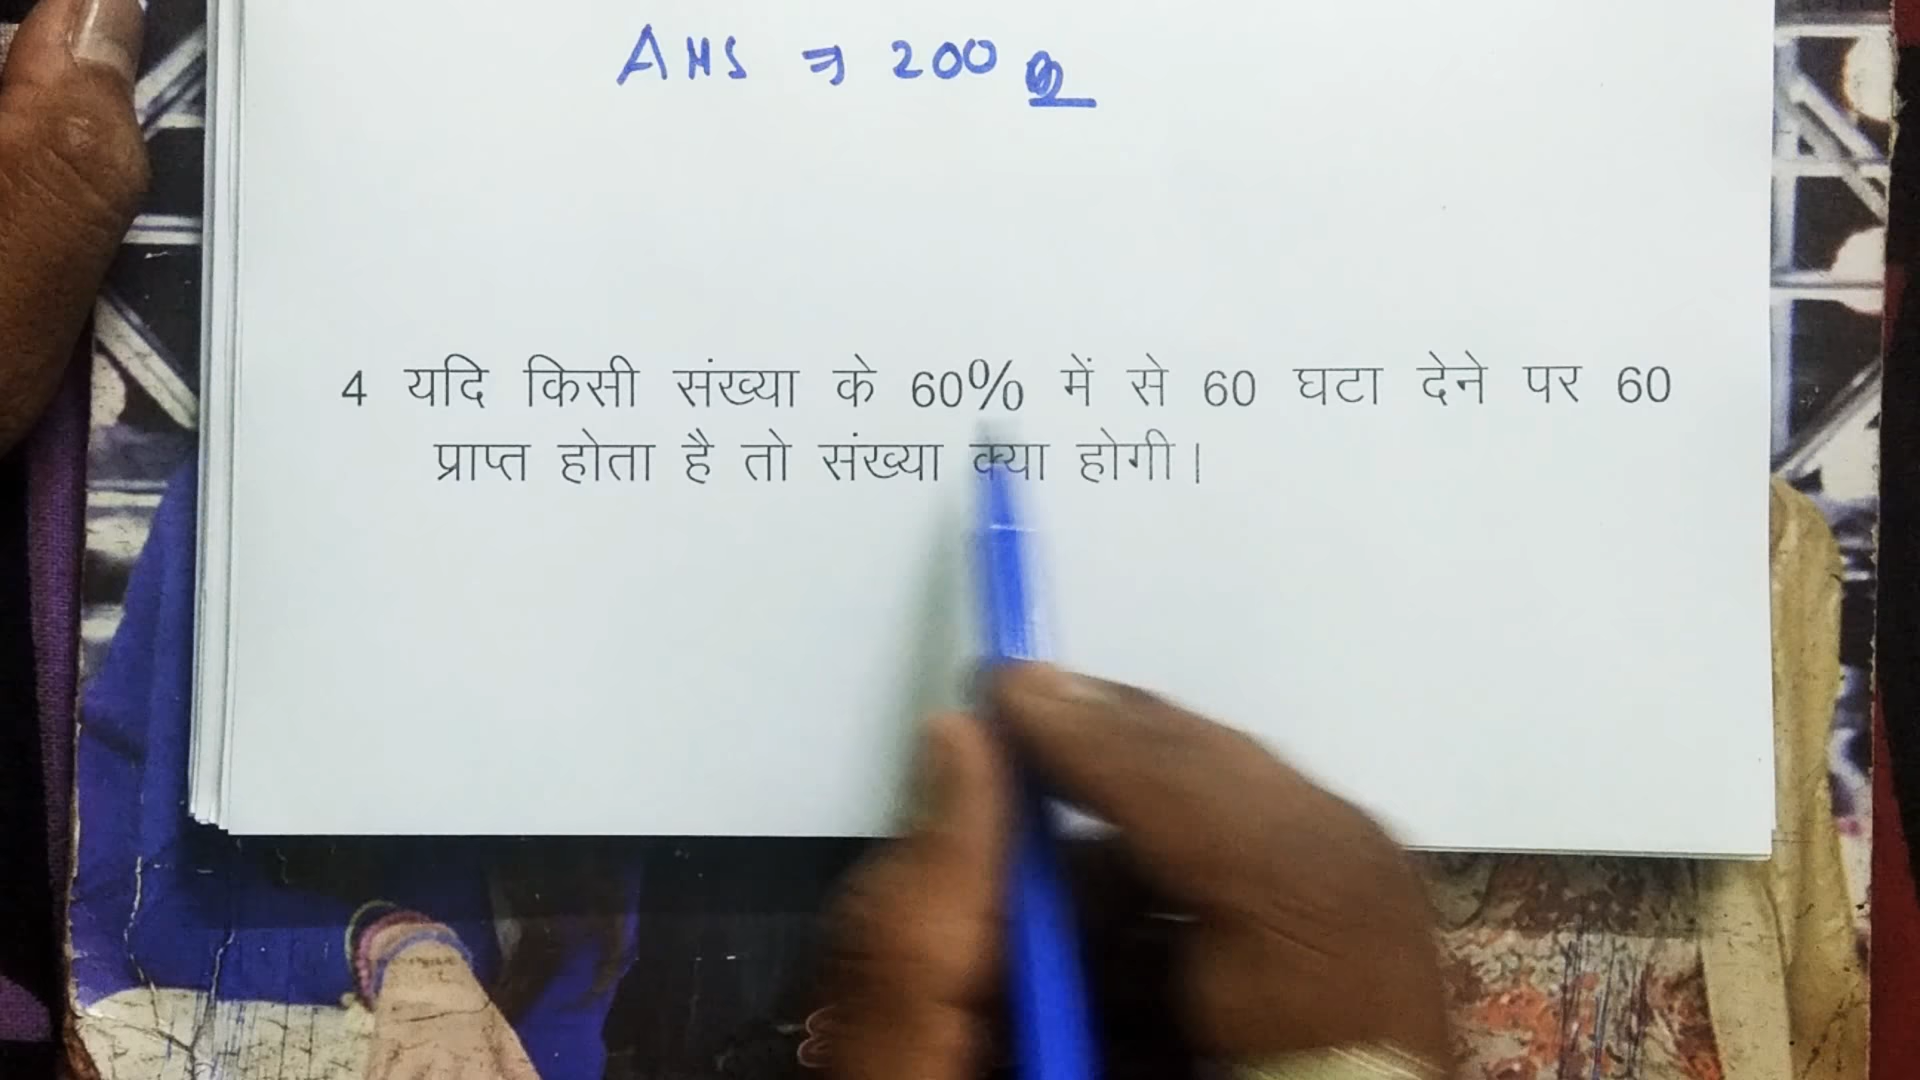 ANS ⇒ 200
4 यदि किसी संख्या के 60% में से 60 घटा देने पर 60
प्राप्त होता है तो संख्या क्या होगी।